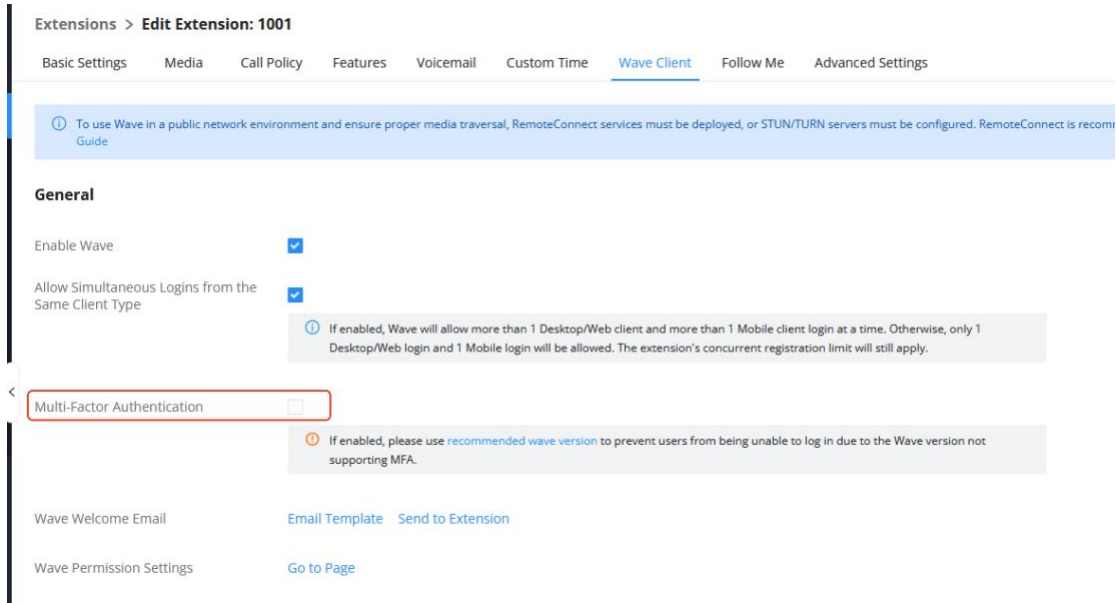 Extensions > Edit Extension: 1001
Basic Settings Media Call Policy Features Voicemail Custom Time Wave Client Follow Me Advanced Settings
To use Wave in a public network environment and ensure proper media traversal, RemoteConnect services must be deployed, or STUN/TURN servers must be configured. RemoteConnect is
Guide
General
Enable Wave
Allow Simultaneous Logins from the
Same Client Type
If enabled, Wave will allow more than 1 Desktop/Web client and more than 1 Mobile client login at a time. Otherwise, only 1
Desktop/Web login and 1 Mobile login will be allowed. The extension's concurrent registration limit will still apply.
Multi-Factor Authentication
If enabled, please use recommended wave version to prevent users from being unable to log in due to the Wave version not
supporting MFA.
Wave Welcome Email Email Template Send to Extension
Wave Permission Settings Go to Page